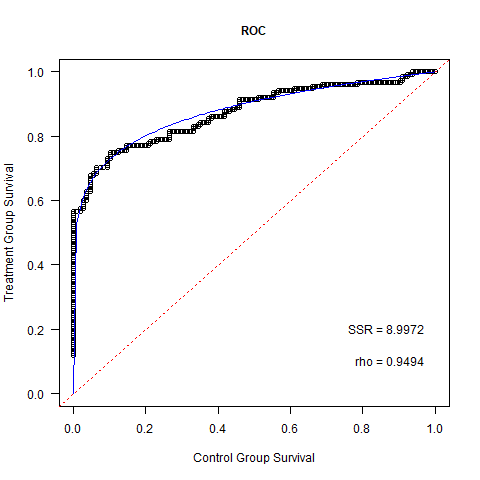 ROC
Treatment Group Survival
1.0
0.8
0.6
0.4
0.2
0.0
SSR = 8.9972
rho = 0.9494
0.0 0.2 0.4 0.6 0.8 1.0
Control Group Survival